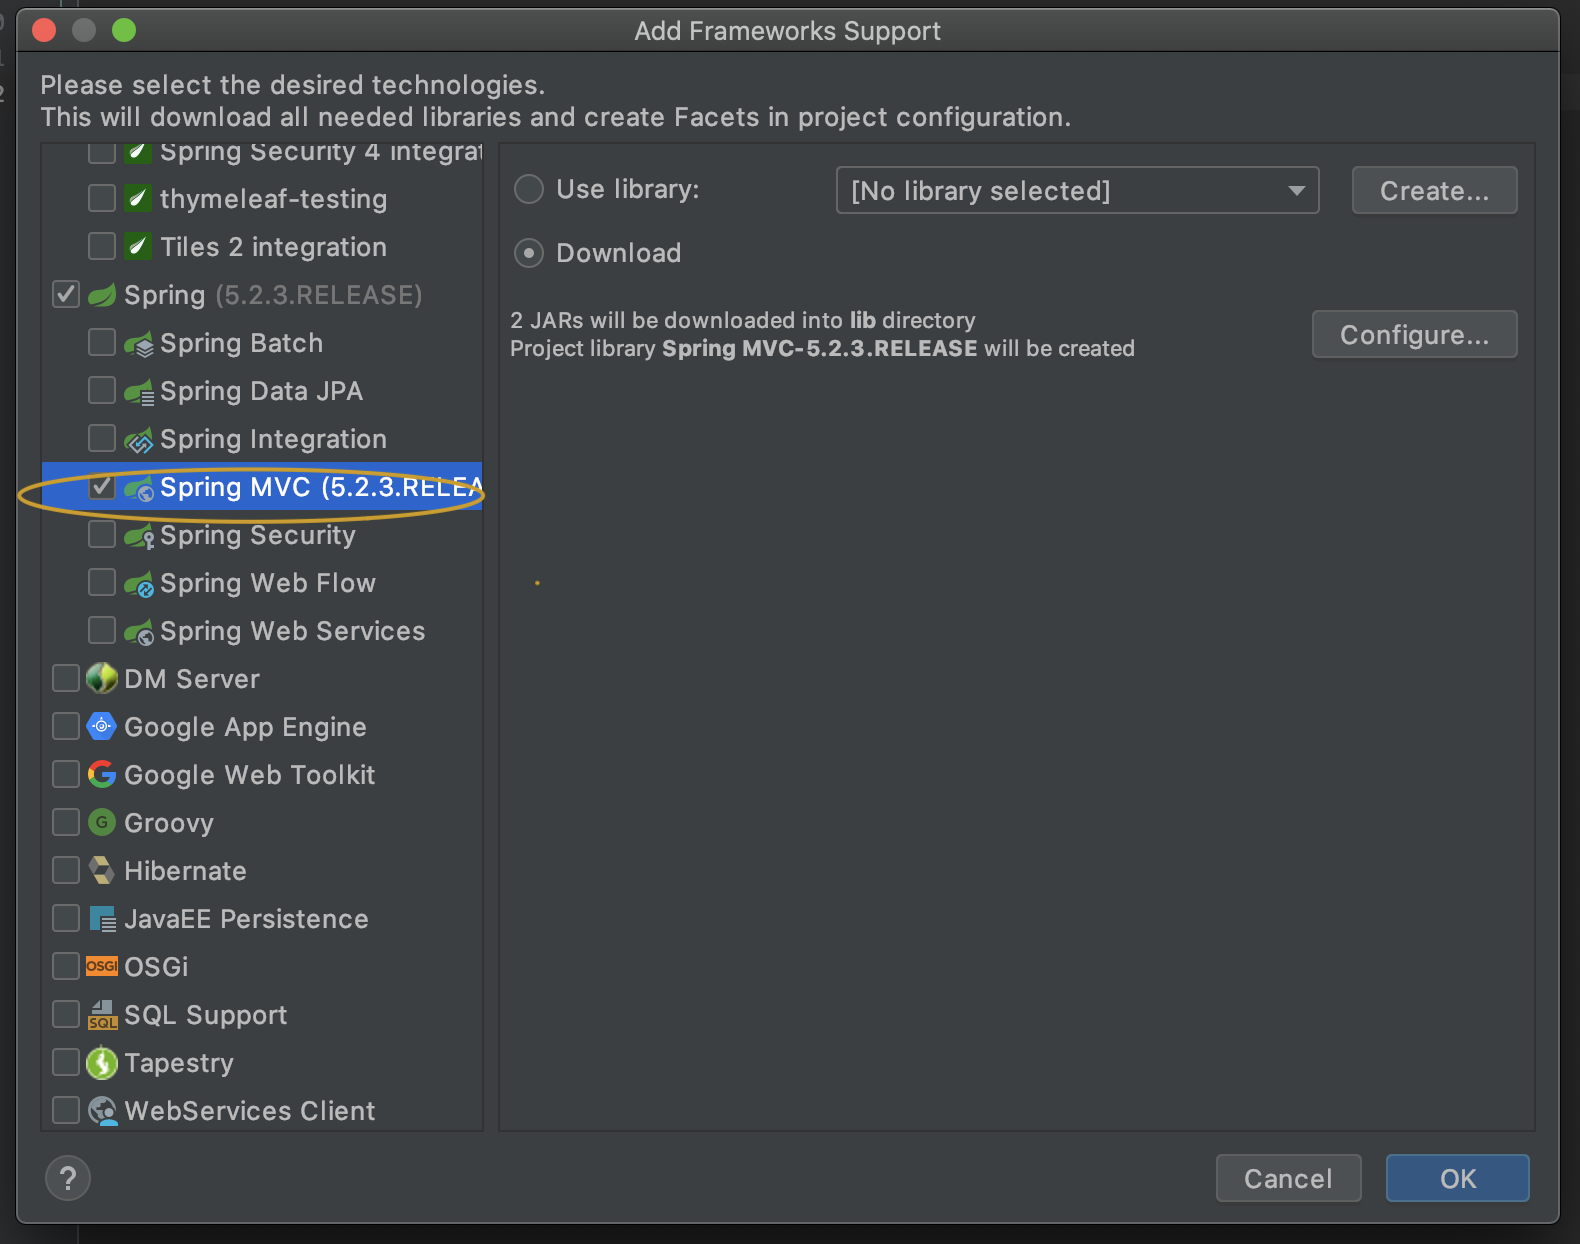 Add Frameworks Support
Please select the desired technologies.
This will download all needed libraries and create Facets in project configuration.
Spring Security 4 integrat
thymeleaf-testing
Tiles 2 integration
Spring (5.2.3.RELEASE)
Spring Batch
Spring Data JPA
Spring Integration
Spring MVC (5.2.3.RELEA
Spring Security
Spring Web Flow
Spring Web Services
DM Server
Google App Engine
Google Web Toolkit
G Groovy
Hibernate
JavaEE Persistence
OSGi OSGi
SQL SQL Support
Tapestry
WebServices Client
Use library:
[No library selected]
Create...
Download
2 JARs will be downloaded into lib directory
Project library Spring MVC-5.2.3.RELEASE will be created
Configure...
?
Cancel
OK